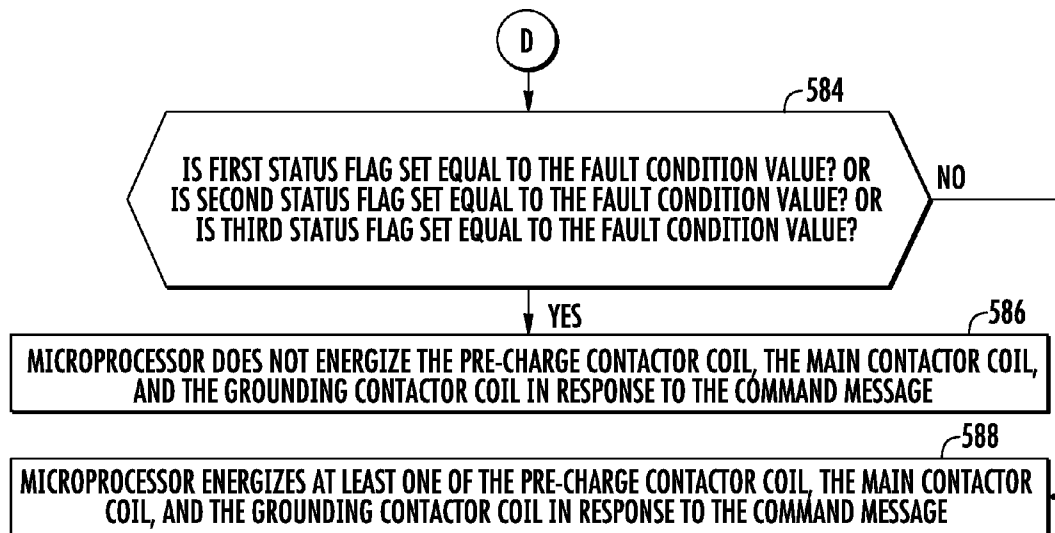 D
584
IS FIRST STATUS FLAG SET EQUAL TO THE FAULT CONDITION VALUE? OR
IS SECOND STATUS FLAG SET EQUAL TO THE FAULT CONDITION VALUE? OR
IS THIRD STATUS FLAG SET EQUAL TO THE FAULT CONDITION VALUE?
NO
YES
586
MICROPROCESSOR DOES NOT ENERGIZE THE PRE-CHARGE CONTACTOR COIL, THE MAIN CONTACTOR COIL,
AND THE GROUNDING CONTACTOR COIL IN RESPONSE TO THE COMMAND MESSAGE
588
MICROPROCESSOR ENERGIZES AT LEAST ONE OF THE PRE-CHARGE CONTACTOR COIL, THE MAIN CONTACTOR
COIL, AND THE GROUNDING CONTACTOR COIL IN RESPONSE TO THE COMMAND MESSAGE